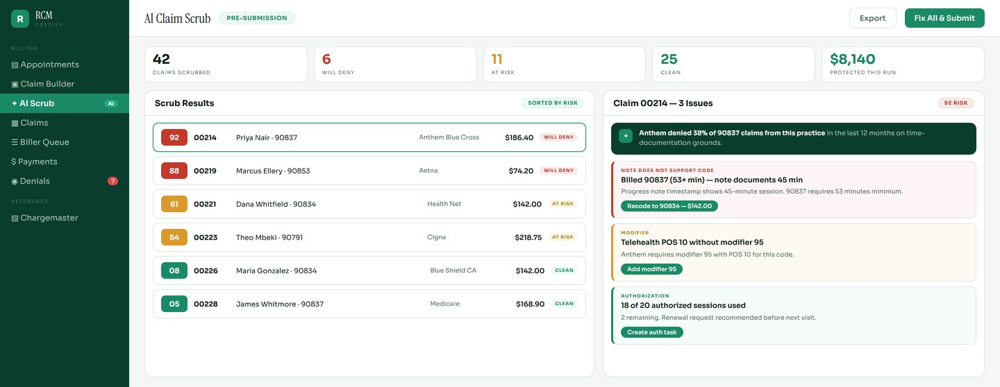 R
RCM
CREDIFY
BILLING
Appointments
Claim Builder
AI Scrub AI
Claims
Biller Queue
$ Payments
Denials 7
REFERENCE
Chargemaster
AI Claim Scrub PRE-SUBMISSION
Export
Fix All & Submit
42
CLAIMS SCRUBBED
6
WILL DENY
11
AT RISK
25
CLEAN
$8,140
PROTECTED THIS RUN
Scrub Results SORTED BY RISK
92 00214 Priya Nair · 90837 Anthem Blue Cross $186.40 WILL DENY
88 00219 Marcus Ellery · 90853 Aetna $74.20 WILL DENY
61 00221 Dana Whitfield · 90834 Health Net $142.00 AT RISK
54 00223 Theo Mbeki · 90791 Cigna $218.75 AT RISK
08 00226 Maria Gonzalez · 90834 Blue Shield CA $142.00 CLEAN
05 00228 James Whitmore · 90837 Medicare $168.90 CLEAN
Claim 00214 — 3 Issues 92 RISK
Anthem denied 38% of 90837 claims from this practice in the last 12 months on time-
documentation grounds.
NOTE DOES NOT SUPPORT CODE
Billed 90837 (53+ min) — note documents 45 min
Progress note timestamp shows 45-minute session. 90837 requires 53 minutes minimum.
Recode to 90834 — $142.00
MODIFIER
Telehealth POS 10 without modifier 95
Anthem requires modifier 95 with POS 10 for this code.
Add modifier 95
AUTHORIZATION
18 of 20 authorized sessions used
2 remaining. Renewal request recommended before next visit.
Create auth task